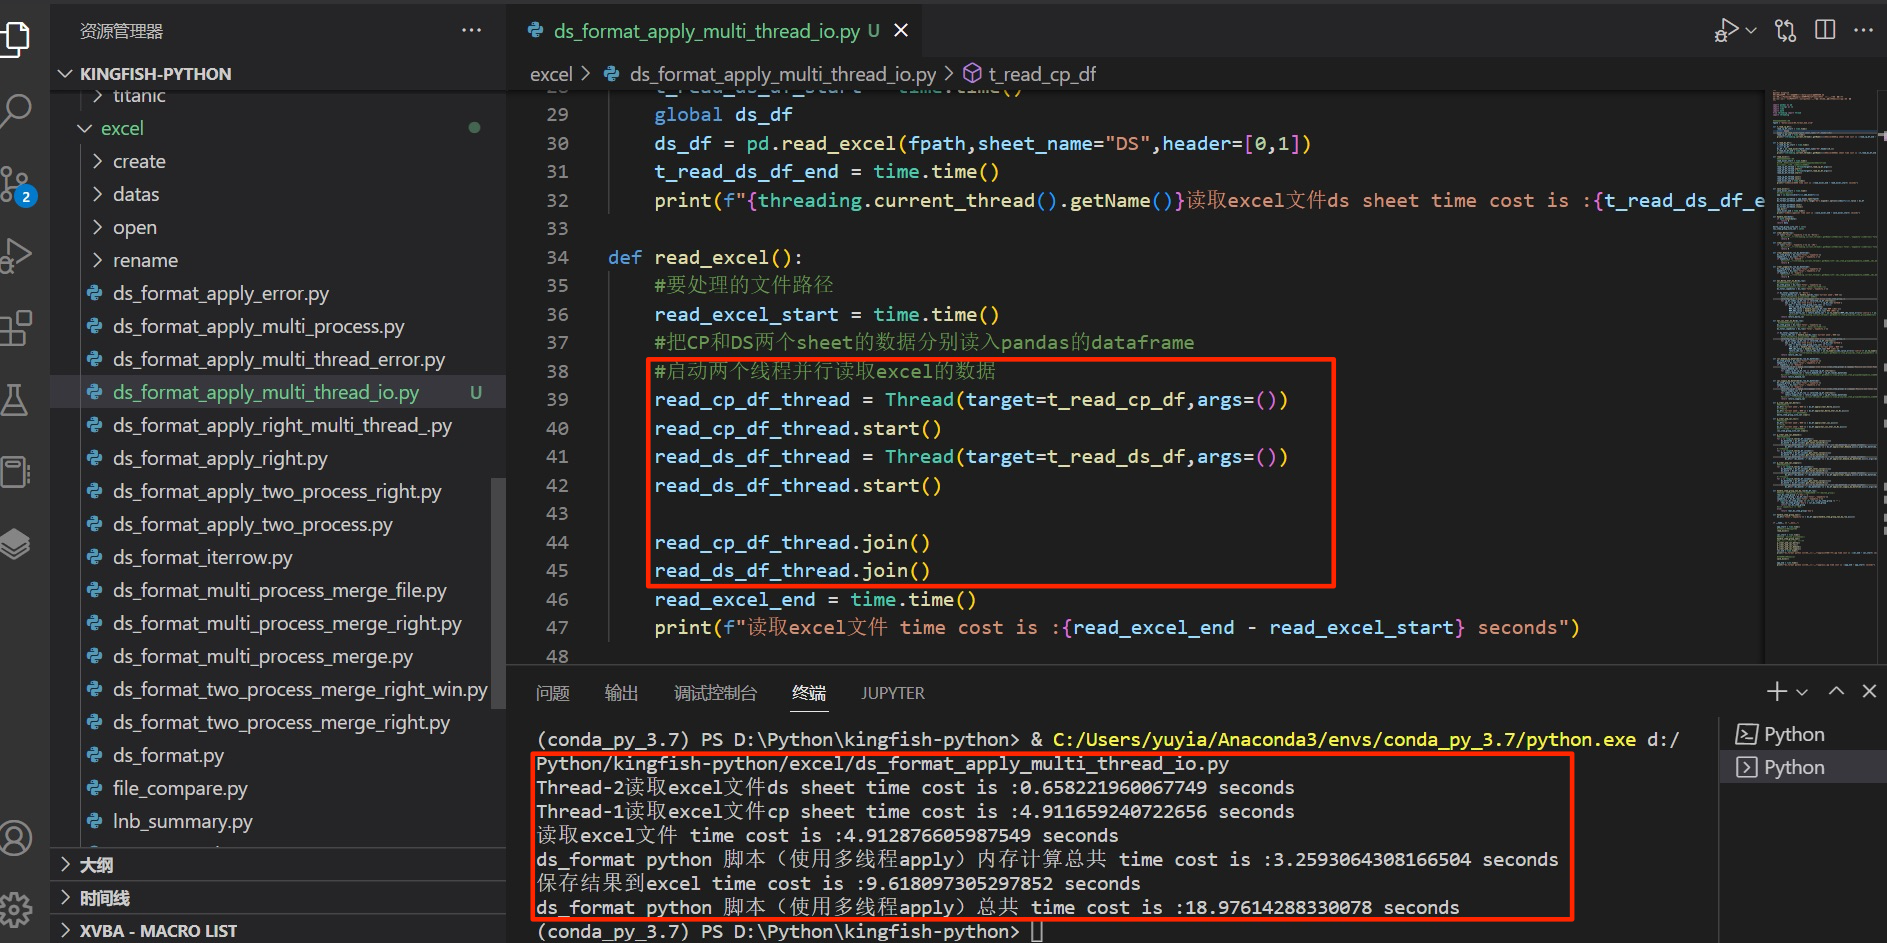 资源管理器
KINGFISH-PYTHON
titanic
excel
create
datas
open
rename
ds_format_apply_error.py
ds_format_apply_multi_process.py
ds_format_apply_multi_thread_error.py
ds_format_apply_multi_thread_io.py U
ds_format_apply_right_multi_thread_.py
ds_format_apply_right.py
ds_format_apply_two_process_right.py
ds_format_apply_two_process.py
ds_format_iterrow.py
ds_format_multi_process_merge_file.py
ds_format_multi_process_merge_right.py
ds_format_multi_process_merge.py
ds_format_two_process_merge_right_win.py
ds_format_two_process_merge_right.py
ds_format.py
file_compare.py
lnb_summary.py
大纲
时间线
XVBA - MACRO LIST
2
ds_format_apply_multi_thread_io.py U
excel > ds_format_apply_multi_thread_io.py > t_read_cp_df
28 t_read_ds_df_start = time.time()
29 global ds_df
30 ds_df = pd.read_excel(fpath,sheet_name="DS",header=[0,1])
31 t_read_ds_df_end = time.time()
32 print(f"{threading.current_thread().getName()}读取excel文件ds sheet time cost is :{t_read_ds_df_e
33
34 def read_excel():
35 #要处理的文件路径
36 read_excel_start = time.time()
37 #把CP和DS两个sheet的数据分别读入pandas的dataframe
38 #启动两个线程并行读取excel的数据
39 read_cp_df_thread = Thread(target=t_read_cp_df,args=())
40 read_cp_df_thread.start()
41 read_ds_df_thread = Thread(target=t_read_ds_df,args=())
42 read_ds_df_thread.start()
43
44 read_cp_df_thread.join()
45 read_ds_df_thread.join()
46 read_excel_end = time.time()
47 print(f"读取excel文件 time cost is :{read_excel_end - read_excel_start} seconds")
48
问题 输出 调试控制台 终端 JUPYTER
(conda_py_3.7) PS D:\Python\kingfish-python> & C:/Users/yuyia/Anaconda3/envs/conda_py_3.7/python.exe d:/
Python/kingfish-python/excel/ds_format_apply_multi_thread_io.py
Thread-2读取excel文件ds sheet time cost is :0.658221960067749 seconds
Thread-1读取excel文件cp sheet time cost is :4.911659240722656 seconds
读取excel文件 time cost is :4.912876605987549 seconds
ds_format python 脚本（使用多线程apply）内存计算总共 time cost is :3.2593064308166504 seconds
保存结果到excel time cost is :9.618097305297852 seconds
ds_format python 脚本（使用多线程apply）总共 time cost is :18.97614288330078 seconds
(conda_py_3.7) PS D:\Python\kingfish-python>
Python
Python